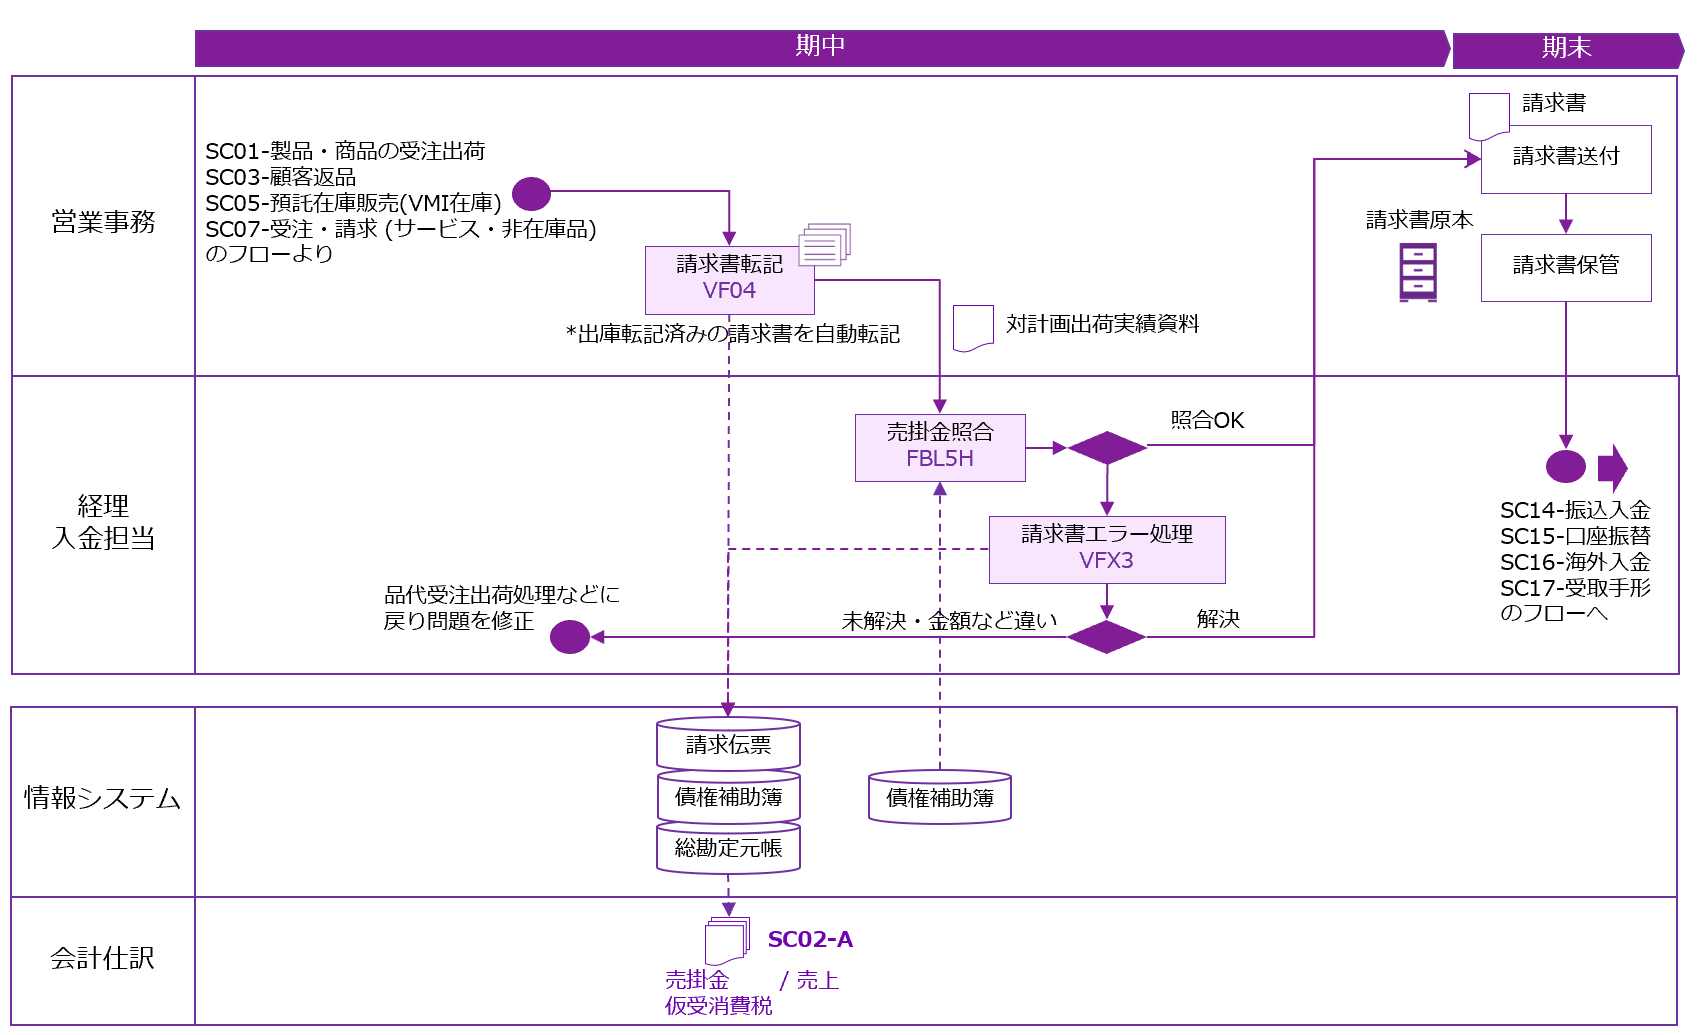 期中
期末
営業事務
SC01-製品・商品の受注出荷
SC03-顧客返品
SC05-預託在庫販売(VMI在庫)
SC07-受注・請求 (サービス・非在庫品)
のフローより
請求書転記
VF04
*出庫転記済みの請求書を自動転記
対計画出荷実績資料
請求書
請求書送付
請求書原本
請求書保管
経理
入金担当
売掛金照合
FBL5H
照合OK
請求書エラー処理
VFX3
品代受注出荷処理などに
戻り問題を修正
未解決・金額など違い
解決
SC14-振込入金
SC15-口座振替
SC16-海外入金
SC17-受取手形
のフローへ
情報システム
請求伝票
債権補助簿
総勘定元帳
債権補助簿
会計仕訳
SC02-A
売掛金 / 売上
仮受消費税